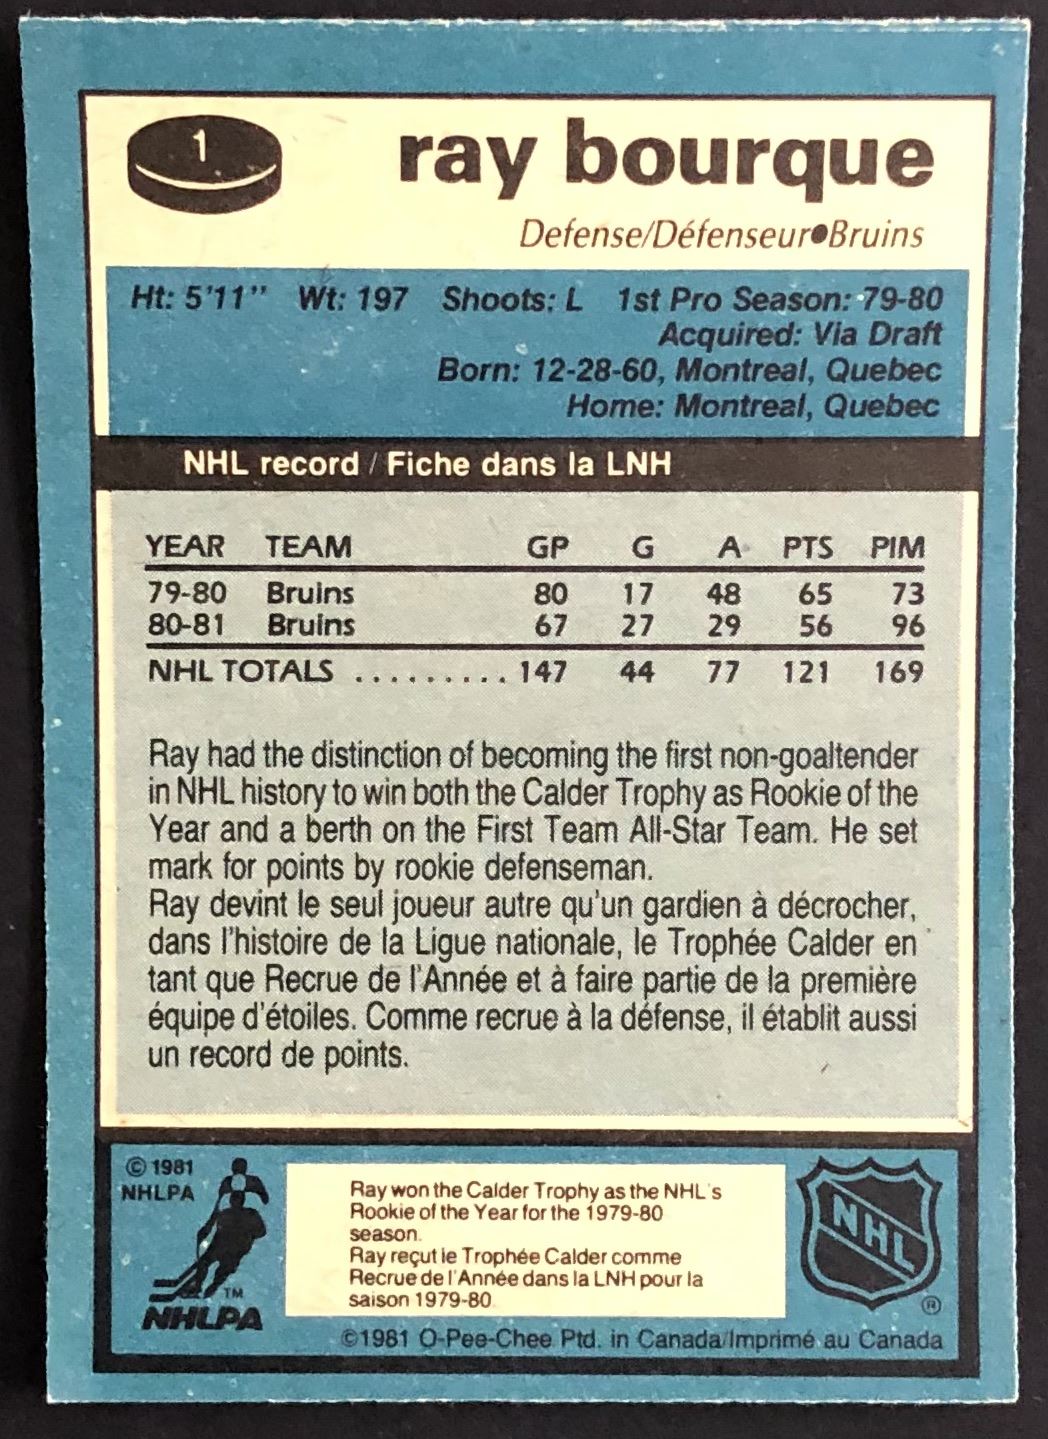 1
ray bourque
Defense/Défenseur●Bruins
Ht: 5'11" Wt: 197 Shoots: L 1st Pro Season: 79-80
Acquired: Via Draft
Born: 12-28-60, Montreal, Quebec
Home: Montreal, Quebec
NHL record / Fiche dans la LNH
YEAR TEAM GP G A PTS PIM
79-80 Bruins 80 17 48 65 73
80-81 Bruins 67 27 29 56 96
NHL TOTALS .......... 147 44 77 121 169
Ray had the distinction of becoming the first non-goaltender
in NHL history to win both the Calder Trophy as Rookie of the
Year and a berth on the First Team All-Star Team. He set
mark for points by rookie defenseman.
Ray devint le seul joueur autre qu'un gardien à décrocher,
dans l'histoire de la Ligue nationale, le Trophée Calder en
tant que Recrue de l'Année et à faire partie de la première
équipe d'étoiles. Comme recrue à la défense, il établit aussi
un record de points.
© 1981
NHLPA
TM
NHLPA
Ray won the Calder Trophy as the NHL's
Rookie of the Year for the 1979-80
season.
Ray reçut le Trophée Calder comme
Recrue de l'Année dans la LNH pour la
saison 1979-80
NHL
®
©1981 O-Pee-Chee Ptd. in Canada/Imprimé au Canada